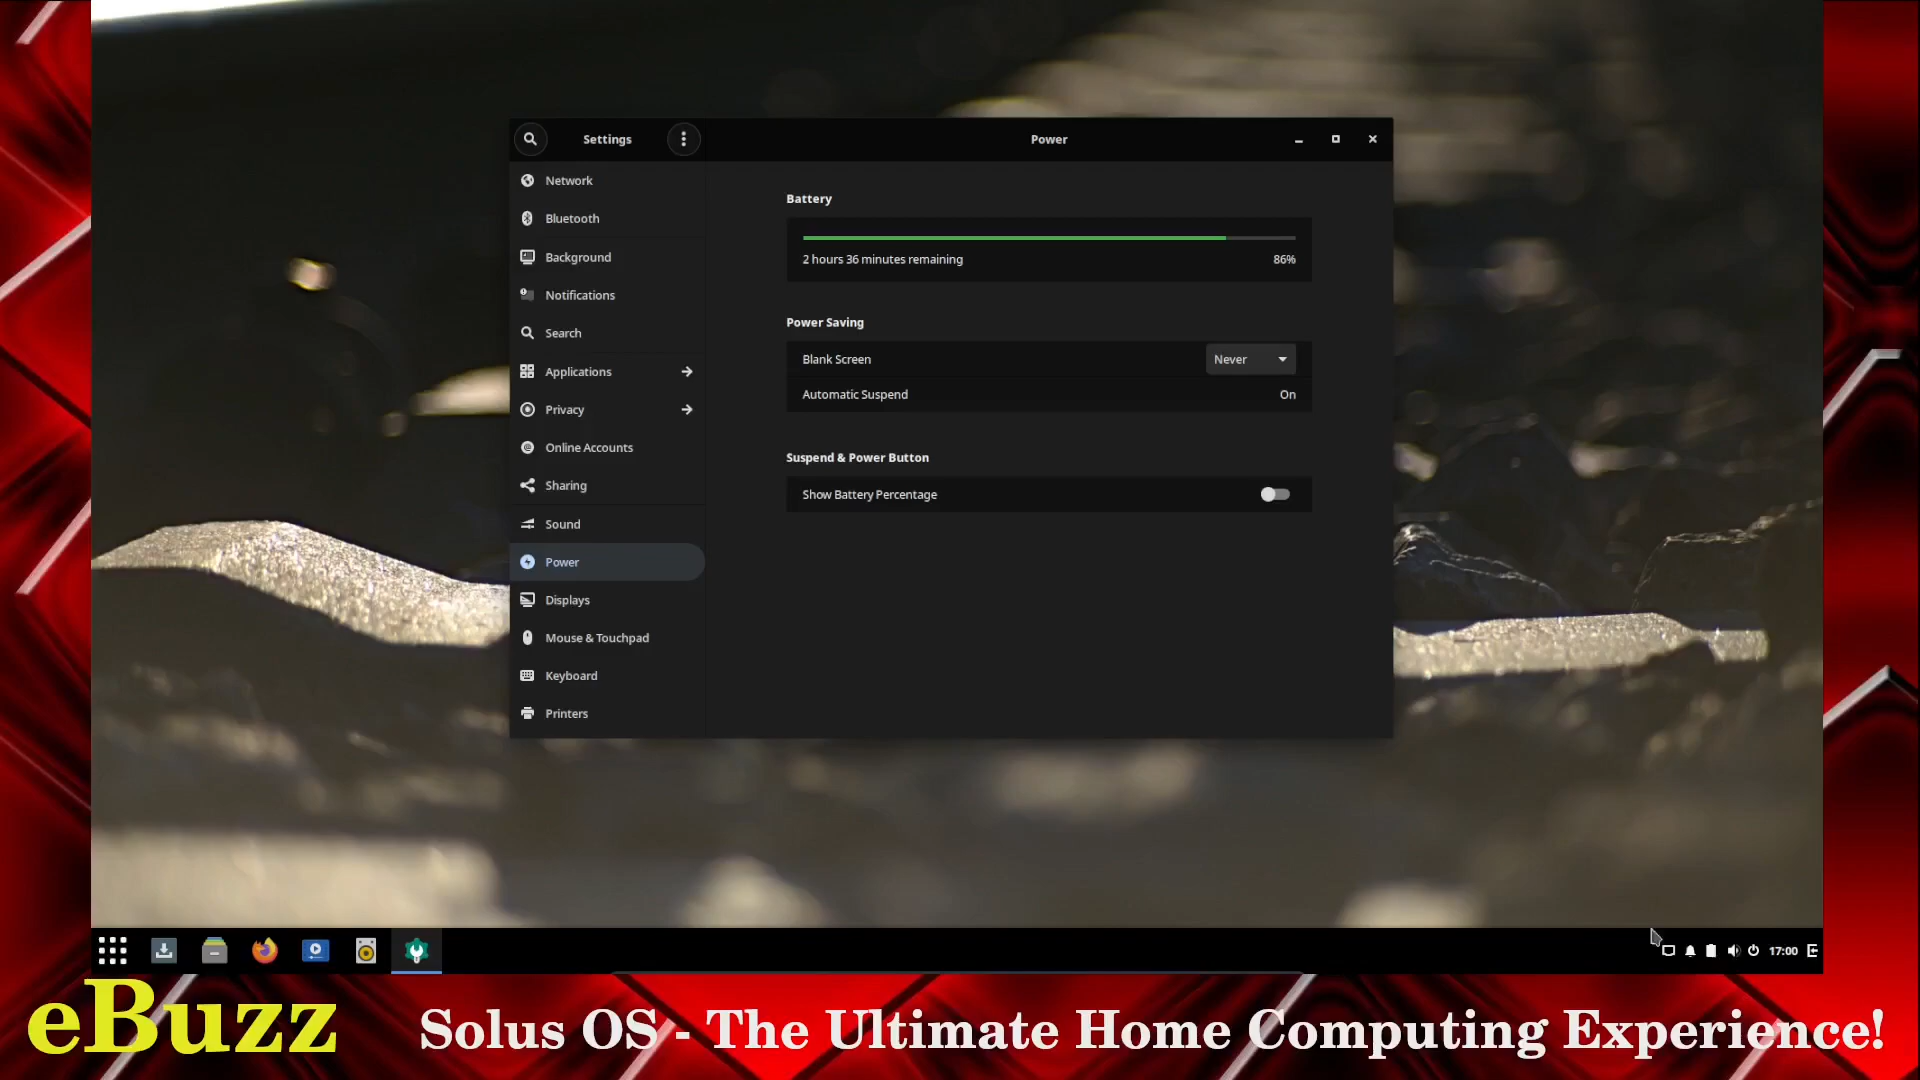 Settings
Power
Network
Bluetooth
Background
Notifications
Search
Applications
Privacy
Online Accounts
Sharing
Sound
Power
Displays
Mouse & Touchpad
Keyboard
Printers
Battery
2 hours 36 minutes remaining 86%
Power Saving
Blank Screen Never
Automatic Suspend On
Suspend & Power Button
Show Battery Percentage
17:00
eBuzz
Solus OS - The Ultimate Home Computing Experience!